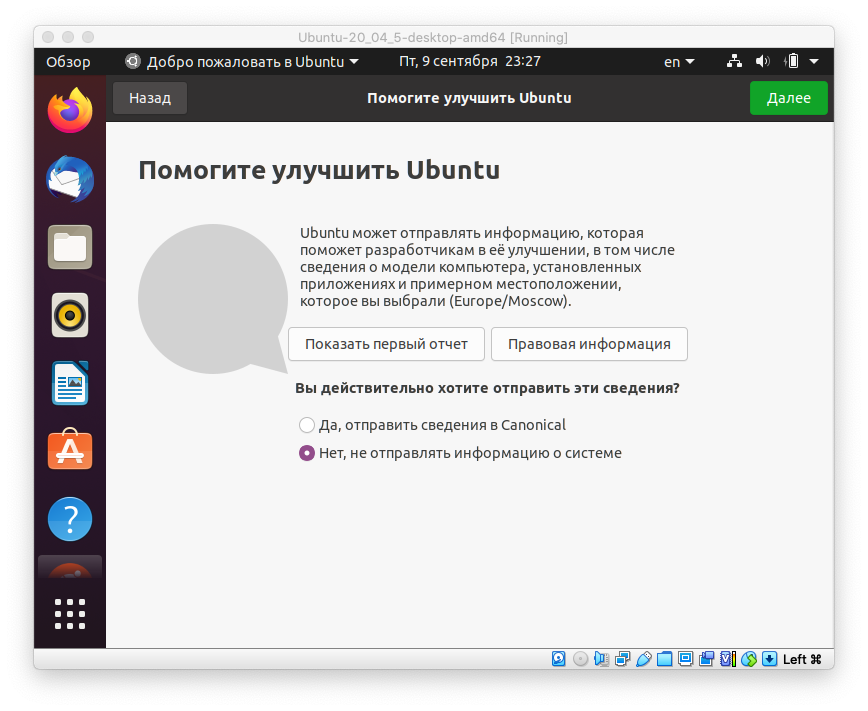 Ubuntu-20_04_5-desktop-amd64 [Running]
Обзор Добро пожаловать в Ubuntu Пт, 9 сентября 23:27 en
Назад Помогите улучшить Ubuntu Далее
Помогите улучшить Ubuntu
Ubuntu может отправлять информацию, которая
поможет разработчикам в её улучшении, в том числе
сведения о модели компьютера, установленных
приложениях и примерном местоположении,
которое вы выбрали (Europe/Moscow).
Показать первый отчет Правовая информация
Вы действительно хотите отправить эти сведения?
Да, отправить сведения в Canonical
Нет, не отправлять информацию о системе
Left ⌘